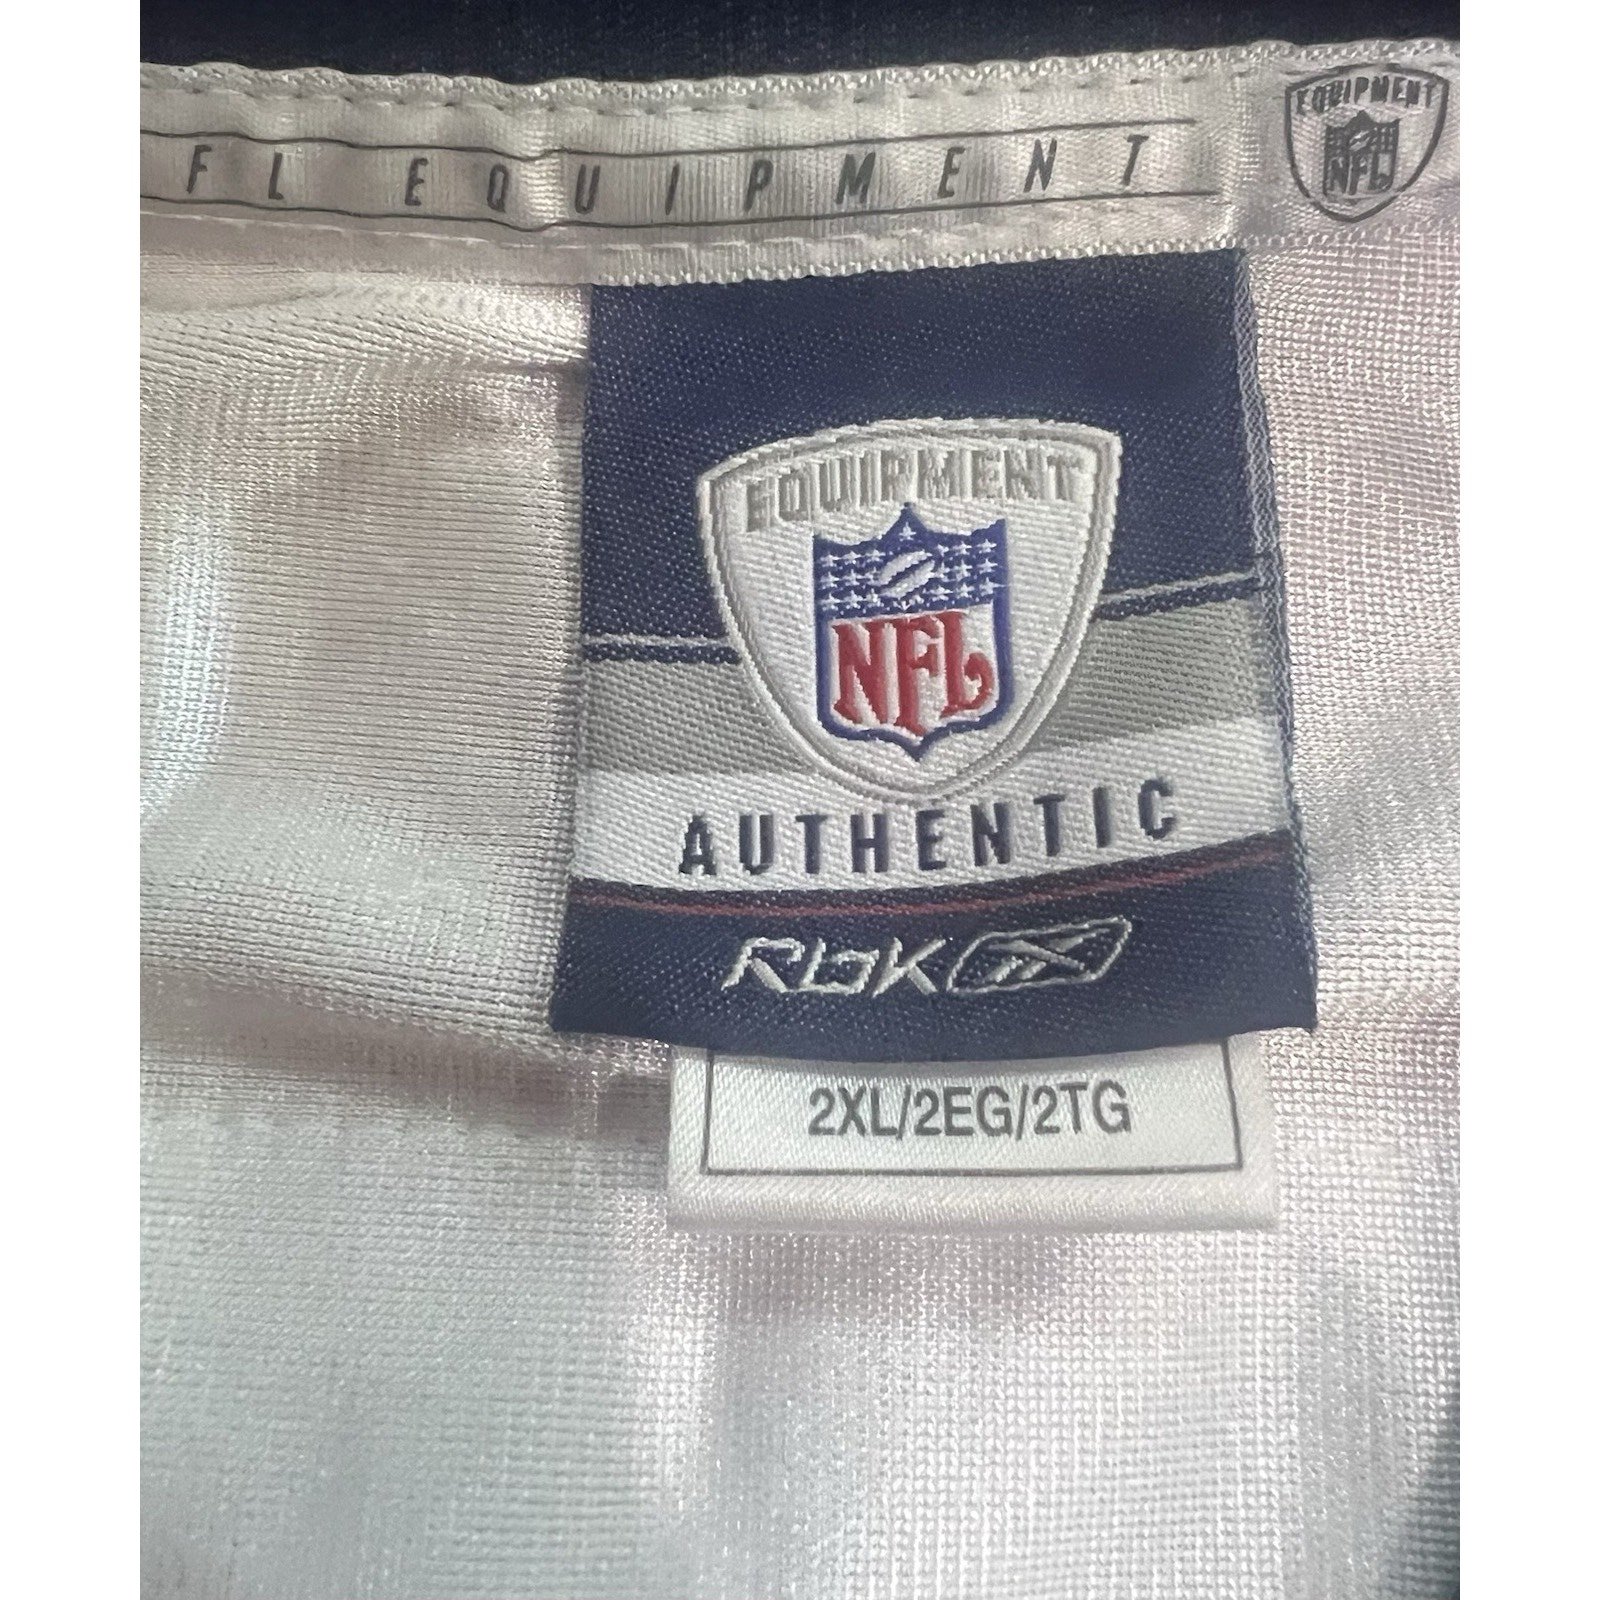 FL EQUIPMENT
EQUIPMENT
NFL
EQUIPMENT
NFL
AUTHENTIC
RbK
2XL/2EG/2TG